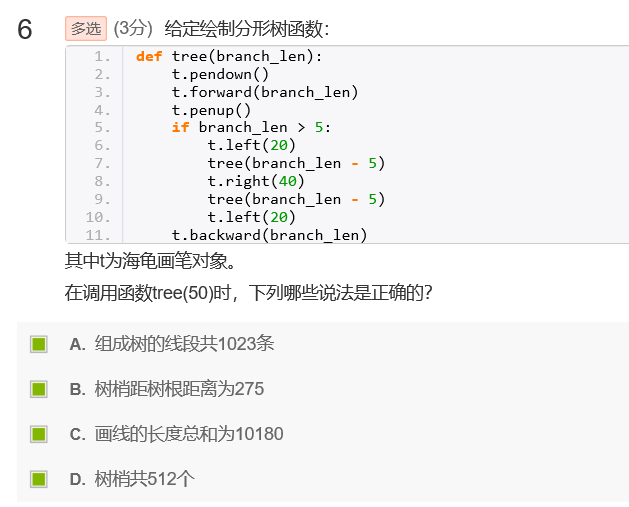 6 多选 (3分) 给定绘制分形树函数：
1. def tree(branch_len):
2. t.pendown()
3. t.forward(branch_len)
4. t.penup()
5. if branch_len > 5:
6. t.left(20)
7. tree(branch_len - 5)
8. t.right(40)
9. tree(branch_len - 5)
10. t.left(20)
11. t.backward(branch_len)
其中t为海龟画笔对象。
在调用函数tree(50)时，下列哪些说法是正确的？
A. 组成树的线段共1023条
B. 树梢距树根距离为275
C. 画线的长度总和为10180
D. 树梢共512个